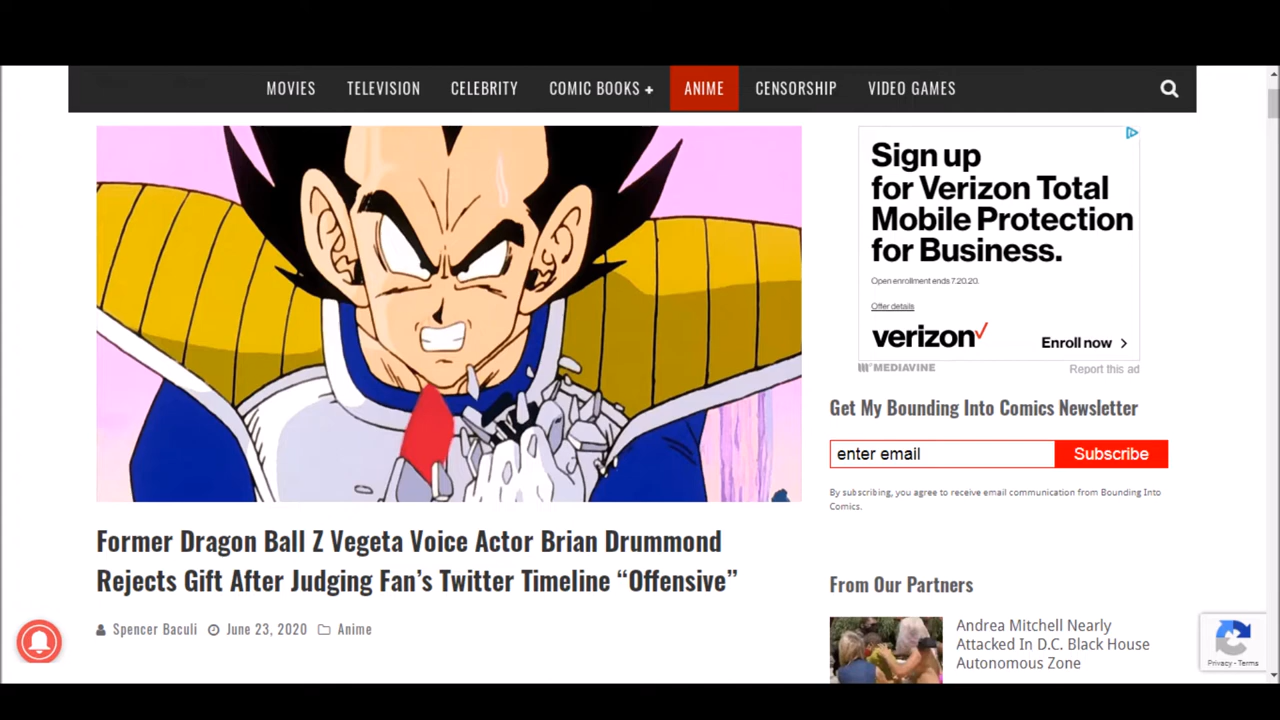 MOVIES TELEVISION CELEBRITY COMIC BOOKS + ANIME CENSORSHIP VIDEO GAMES
Sign up
for Verizon Total
Mobile Protection
for Business.
Open enrollment ends 7.20.20.
Offer details
verizon✓ Enroll now >
MEDIAVINE Report this ad
Get My Bounding Into Comics Newsletter
enter email Subscribe
By subscribing, you agree to receive email communication from Bounding Into
Comics.
Former Dragon Ball Z Vegeta Voice Actor Brian Drummond
Rejects Gift After Judging Fan's Twitter Timeline “Offensive”
Spencer Baculi June 23, 2020 Anime
From Our Partners
Andrea Mitchell Nearly
Attacked In D.C. Black House
Autonomous Zone
Privacy - Terms